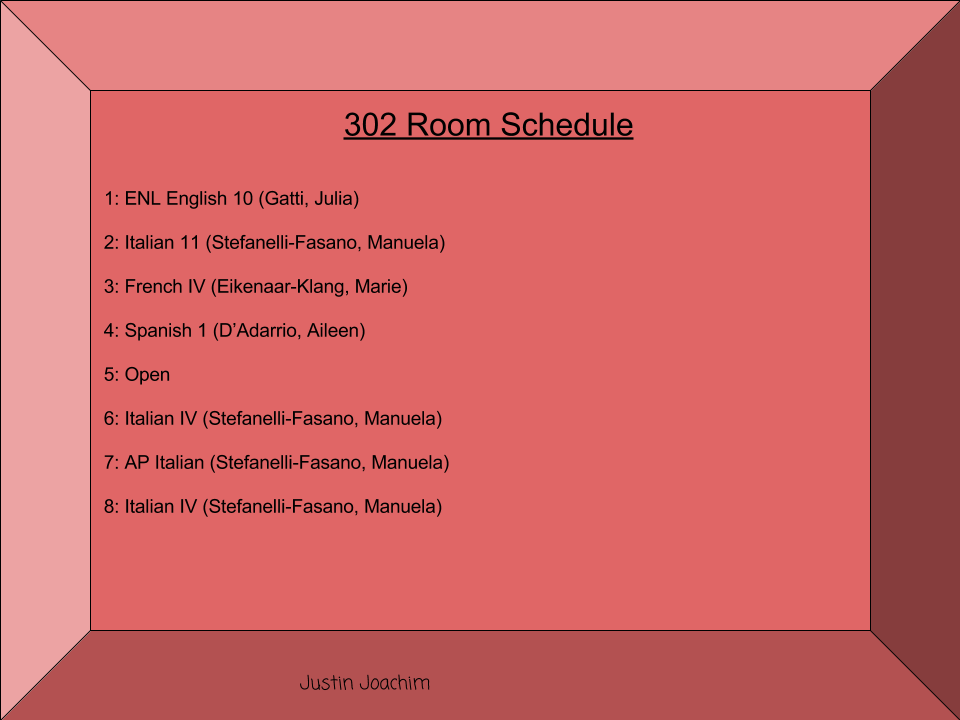 302 Room Schedule
1: ENL English 10 (Gatti, Julia)
2: Italian 11 (Stefanelli-Fasano, Manuela)
3: French IV (Eikenaar-Klang, Marie)
4: Spanish 1 (D’Adarrio, Aileen)
5: Open
6: Italian IV (Stefanelli-Fasano, Manuela)
7: AP Italian (Stefanelli-Fasano, Manuela)
8: Italian IV (Stefanelli-Fasano, Manuela)
Justin Joachim